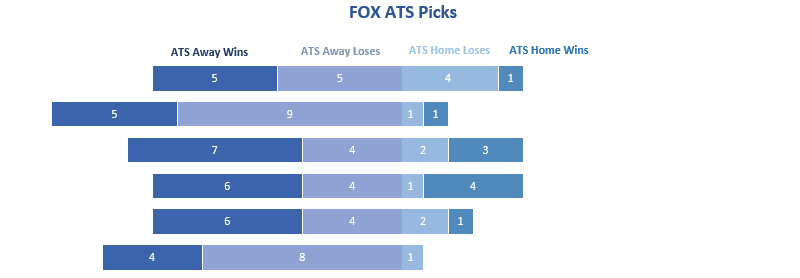 FOX ATS Picks
ATS Away Wins ATS Away Loses ATS Home Loses ATS Home Wins
5 5 4 1
5 9 1 1
7 4 2 3
6 4 1 4
6 4 2 1
4 8 1